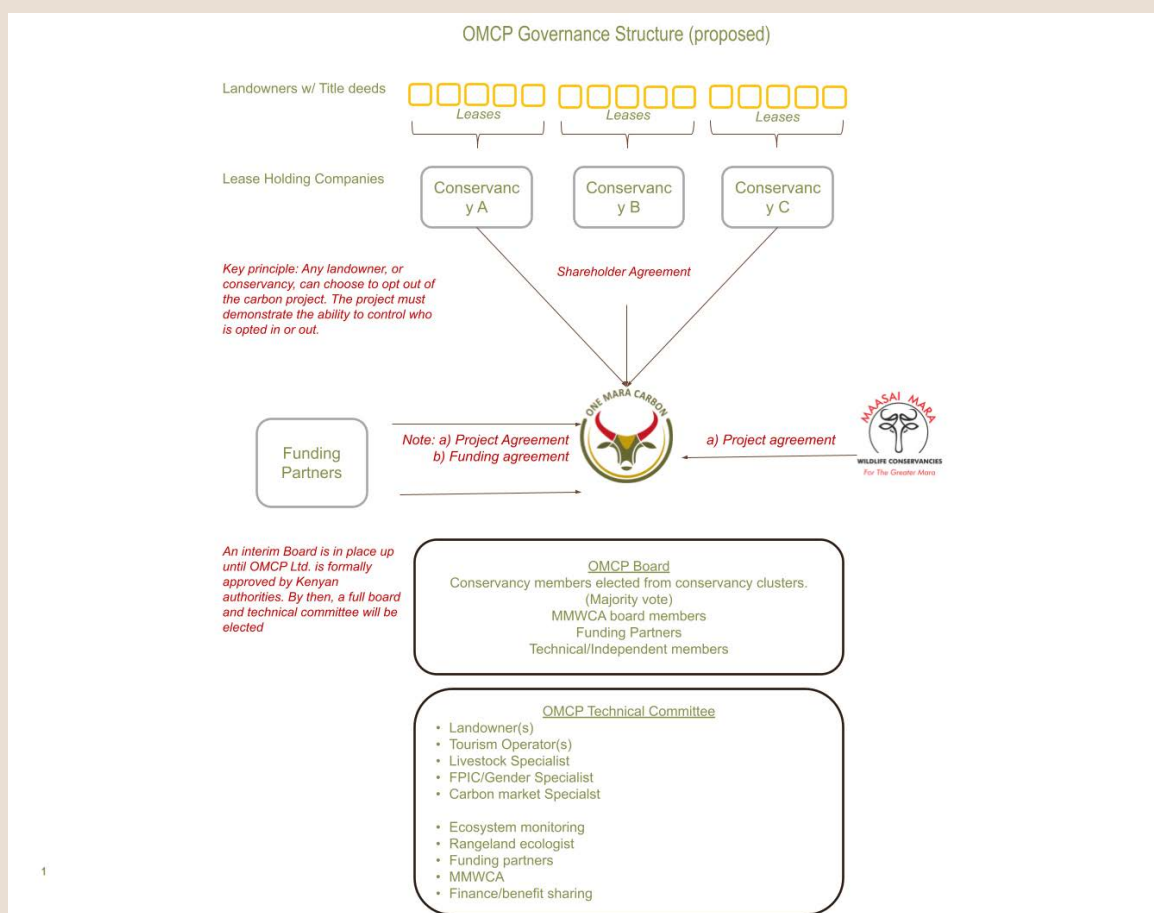 OMCP Governance Structure (proposed)
Landowners w/ Title deeds
Leases
Leases
Leases
Lease Holding Companies
Conservanc
y A
Conservanc
y B
Conservanc
y C
Key principle: Any landowner, or
conservancy, can choose to opt out of
the carbon project. The project must
demonstrate the ability to control who
is opted in or out.
Shareholder Agreement
Funding
Partners
Note: a) Project Agreement
b) Funding agreement
ONE MARA CARBON
a) Project agreement
MAASAI MARA
WILDLIFE CONSERVANCIES
For The Greater Mara
An interim Board is in place up
until OMCP Ltd. is formally
approved by Kenyan
authorities. By then, a full board
and technical committee will be
elected
OMCP Board
Conservancy members elected from conservancy clusters.
(Majority vote)
MMWCA board members
Funding Partners
Technical/Independent members
OMCP Technical Committee
• Landowner(s)
• Tourism Operator(s)
• Livestock Specialist
• FPIC/Gender Specialist
• Carbon market Specialst
• Ecosystem monitoring
• Rangeland ecologist
• Funding partners
• MMWCA
• Finance/benefit sharing
1